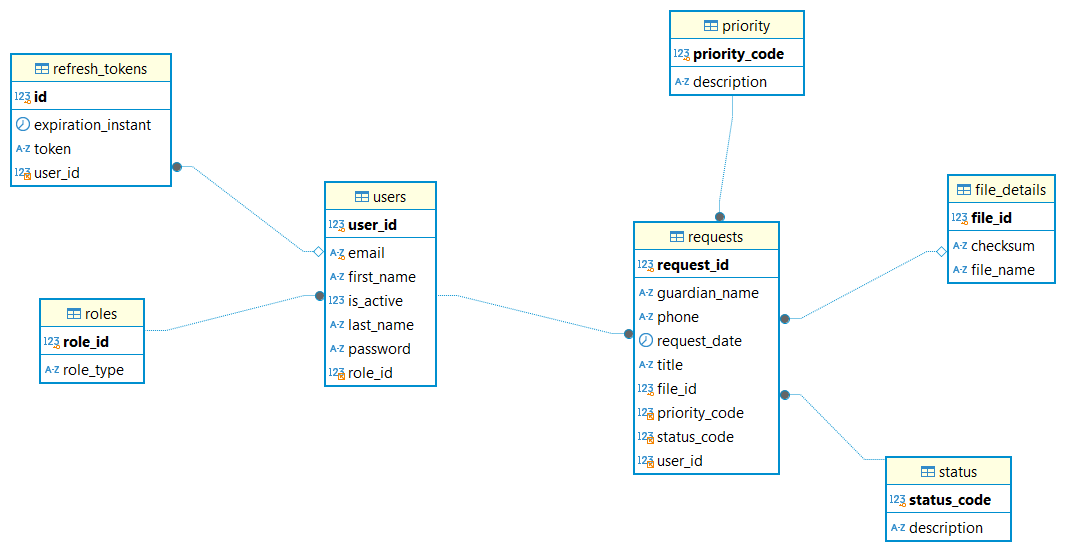 priority
123 priority_code
A-Z description
refresh_tokens
123 id
expiration_instant
A-Z token
123 user_id
users
123 user_id
A-Z email
A-Z first_name
123 is_active
A-Z last_name
A-Z password
123 role_id
roles
123 role_id
A-Z role_type
requests
123 request_id
A-Z guardian_name
A-Z phone
request_date
A-Z title
123 file_id
123 priority_code
123 status_code
123 user_id
file_details
123 file_id
A-Z checksum
A-Z file_name
status
123 status_code
A-Z description